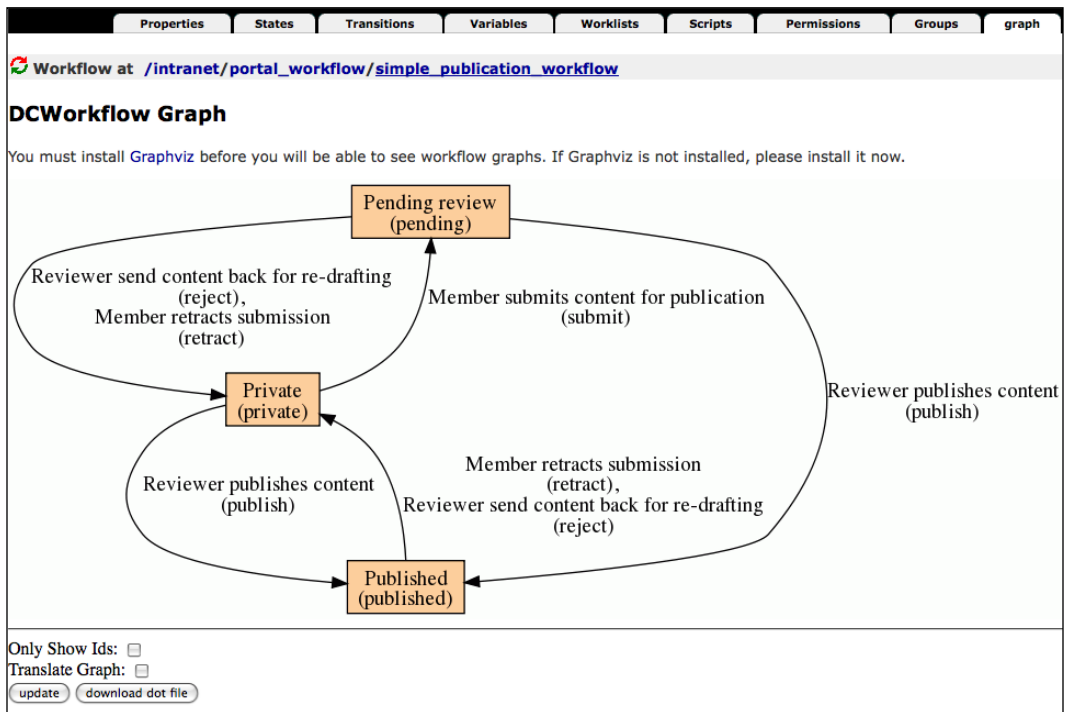 Properties States Transitions Variables Worklists Scripts Permissions Groups graph
Workflow at /intranet/portal_workflow/simple_publication_workflow
DCWorkflow Graph
You must install Graphviz before you will be able to see workflow graphs. If Graphviz is not installed, please install it now.
Pending review
(pending)
Reviewer send content back for re-drafting
(reject),
Member retracts submission
(retract)
Member submits content for publication
(submit)
Private
(private)
Reviewer publishes content
(publish)
Reviewer publishes content
(publish)
Member retracts submission
(retract),
Reviewer send content back for re-drafting
(reject)
Published
(published)
Only Show Ids:
Translate Graph:
update download dot file